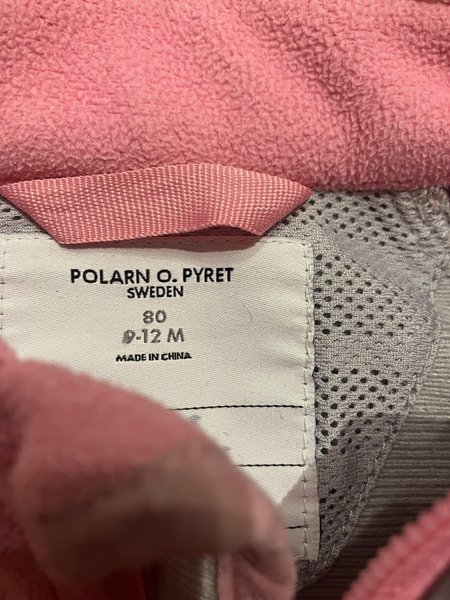 POLARN O. PYRET
SWEDEN
80
9-12 M
MADE IN CHINA